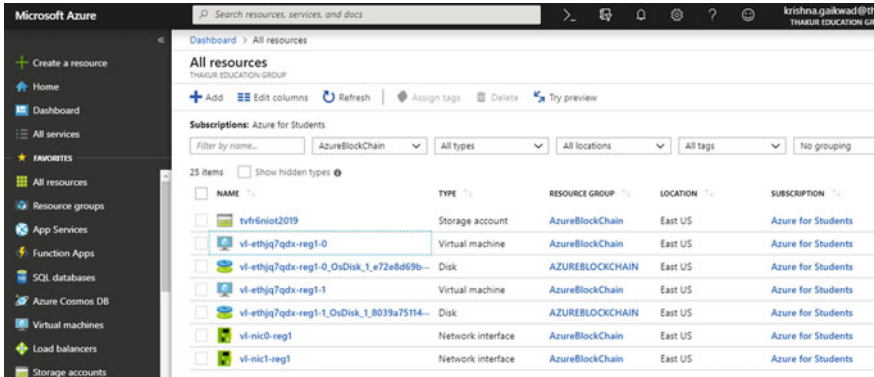 Microsoft Azure
Search resources, services, and docs
krishna.gaikwad@th
THAKUR EDUCATION GR
Create a resource
Home
Dashboard
All services
FAVORITES
All resources
Resource groups
App Services
Function Apps
SQL databases
Azure Cosmos DB
Virtual machines
Load balancers
Storage accounts
Dashboard > All resources
All resources
THAKUR EDUCATION GROUP
Add Edit columns Refresh Assign tags Delete Try preview
Subscriptions: Azure for Students
Filter by name... AzureBlockChain All types All locations All tags No grouping
25 items Show hidden types
NAME TYPE RESOURCE GROUP LOCATION SUBSCRIPTION
tvfr6niot2019 Storage account AzureBlockChain East US Azure for Students
vl-ethjq7qdx-reg1-0 Virtual machine AzureBlockChain East US Azure for Students
vl-ethjq7qdx-reg1-0_OsDisk_1_e72e8d69b--- Disk AZUREBLOCKCHAIN East US Azure for Students
vl-ethjq7qdx-reg1-1 Virtual machine AzureBlockChain East US Azure for Students
vl-ethjq7qdx-reg1-1_OsDisk_1_8039a75114--- Disk AZUREBLOCKCHAIN East US Azure for Students
vl-nic0-reg1 Network interface AzureBlockChain East US Azure for Students
vl-nic1-reg1 Network interface AzureBlockChain East US Azure for Students